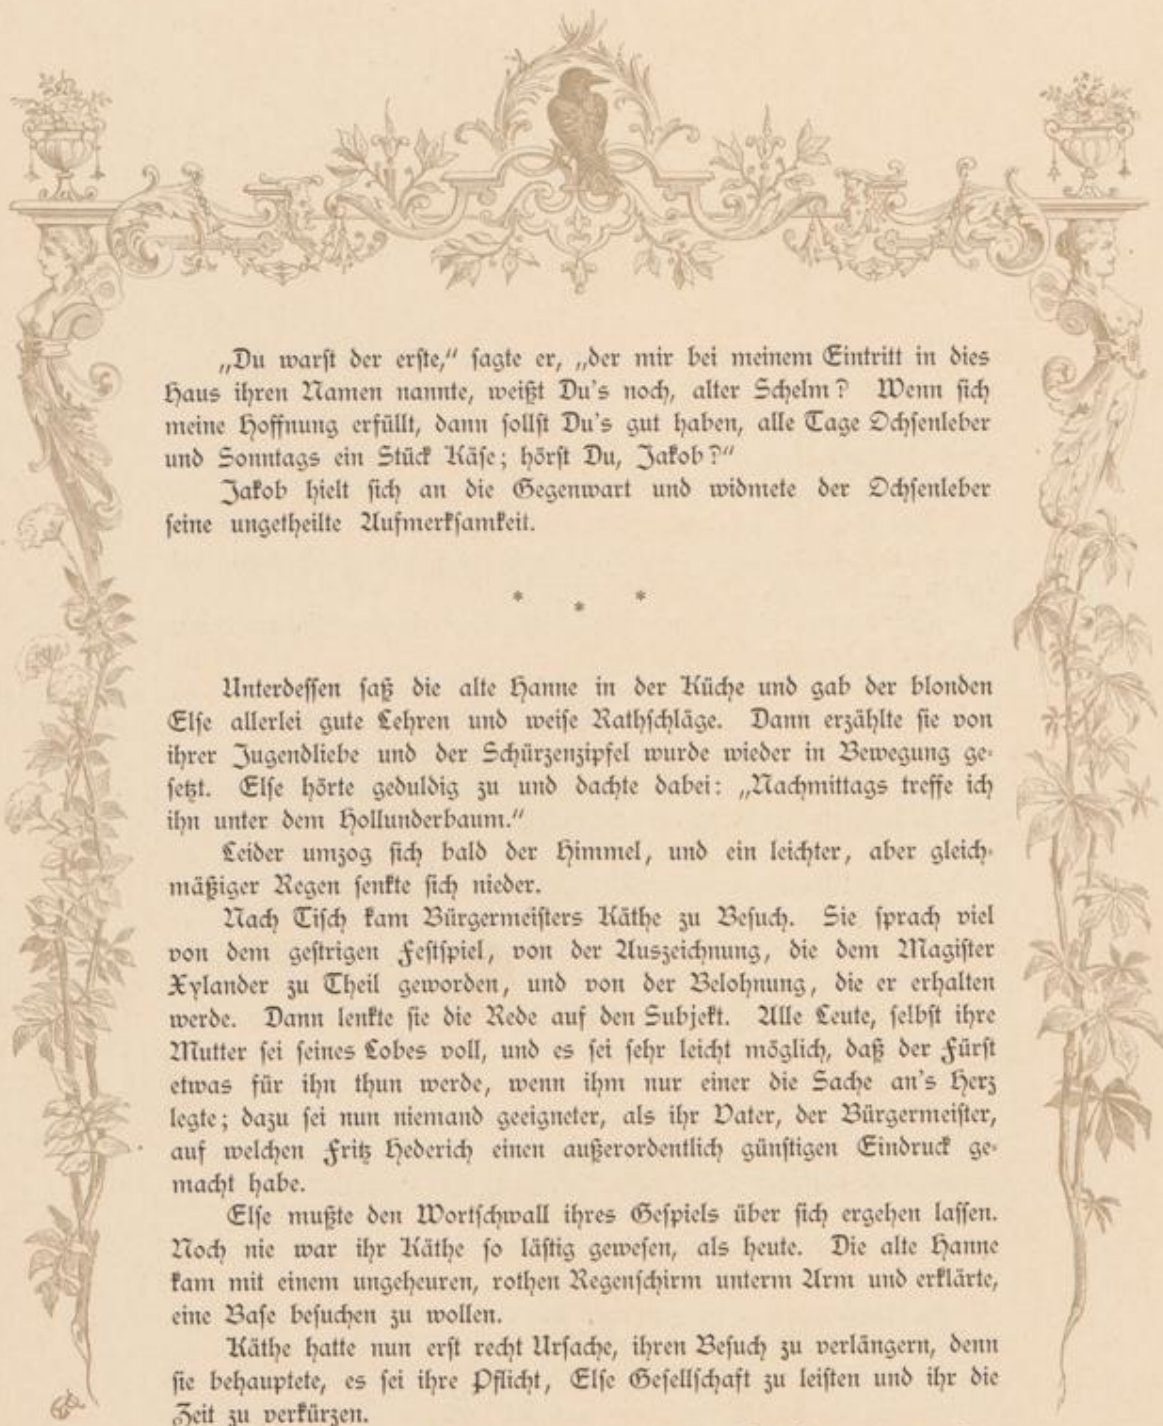 „Du warst der erste,“ sagte er, „der mir bei meinem Eintritt in dies
Haus ihren Namen nannte, weißt Du's noch, alter Schelm? Wenn sich
meine Hoffnung erfüllt, dann sollst Du's gut haben, alle Tage Ochsenleber
und Sonntags ein Stück Käse; hörst Du, Jakob?“
Jakob hielt sich an die Gegenwart und widmete der Ochsenleber
seine ungetheilte Aufmerksamkeit.
* * *
Unterdessen saß die alte Hanne in der Küche und gab der blonden
Else allerlei gute Lehren und weise Rathschläge. Dann erzählte sie von
ihrer Jugendliebe und der Schürzenzipfel wurde wieder in Bewegung ge-
setzt. Else hörte geduldig zu und dachte dabei: „Nachmittags treffe ich
ihn unter dem Hollunderbaum.“
Leider umzog sich bald der Himmel, und ein leichter, aber gleich-
mäßiger Regen senkte sich nieder.
Nach Tisch kam Bürgermeisters Käthe zu Besuch. Sie sprach viel
von dem gestrigen Festspiel, von der Auszeichnung, die dem Magister
Xylander zu Theil geworden, und von der Belohnung, die er erhalten
werde. Dann lenkte sie die Rede auf den Subjekt. Alle Leute, selbst ihre
Mutter sei seines Lobes voll, und es sei sehr leicht möglich, daß der Fürst
etwas für ihn thun werde, wenn ihm nur einer die Sache an's Herz
legte; dazu sei nun niemand geeigneter, als ihr Vater, der Bürgermeister,
auf welchen Fritz Hederich einen außerordentlich günstigen Eindruck ge-
macht habe.
Else mußte den Wortschwall ihres Gespiels über sich ergehen lassen.
Noch nie war ihr Käthe so lästig gewesen, als heute. Die alte Hanne
kam mit einem ungeheuren, rothen Regenschirm unterm Arm und erklärte,
eine Base besuchen zu wollen.
Käthe hatte nun erst recht Ursache, ihren Besuch zu verlängern, denn
sie behauptete, es sei ihre Pflicht, Else Gesellschaft zu leisten und ihr die
Zeit zu verkürzen.